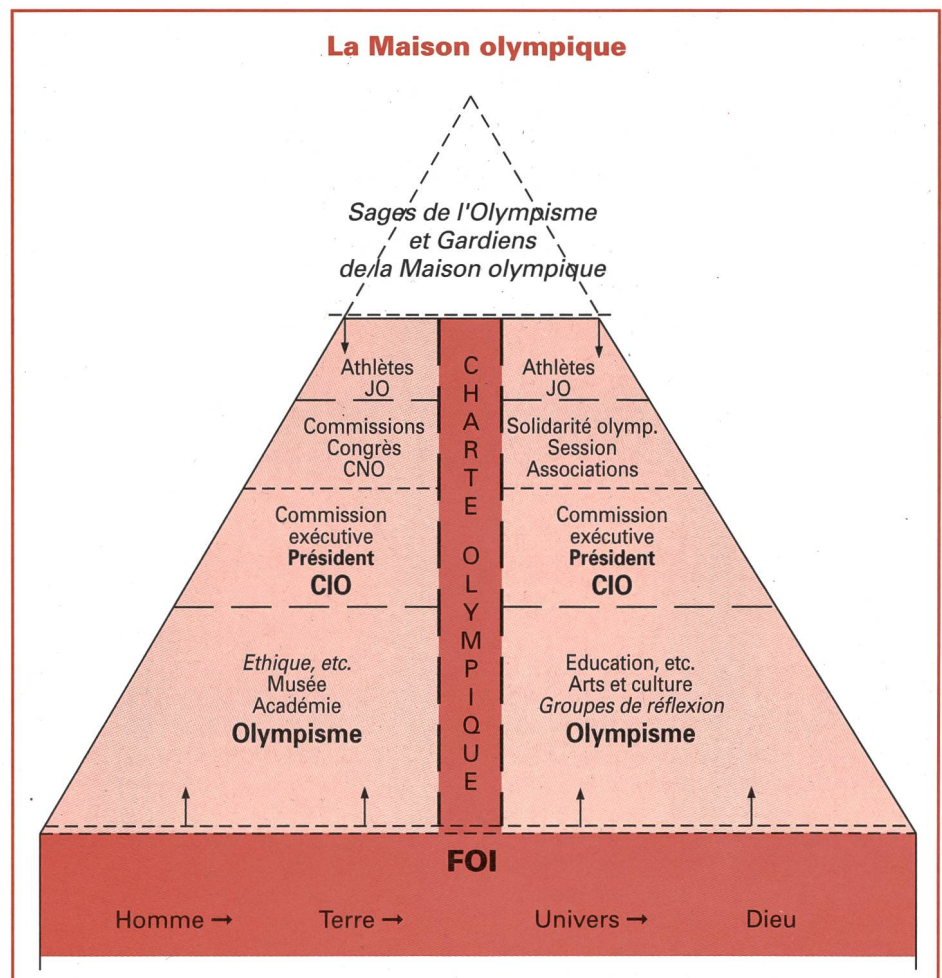 La Maison olympique
Sages de l'Olympisme
et Gardiens
de la Maison olympique
Athlètes
JO
Commissions
Congrès
CNO
Commission
exécutive
Président
CIO
Ethique, etc.
Musée
Académie
Olympisme
CHARTE OLYMPIQUE
Athlètes
JO
Solidarité olymp.
Session
Associations
Commission
exécutive
Président
CIO
Education, etc.
Arts et culture
Groupes de réflexion
Olympisme
FOI
Homme → Terre → Univers → Dieu